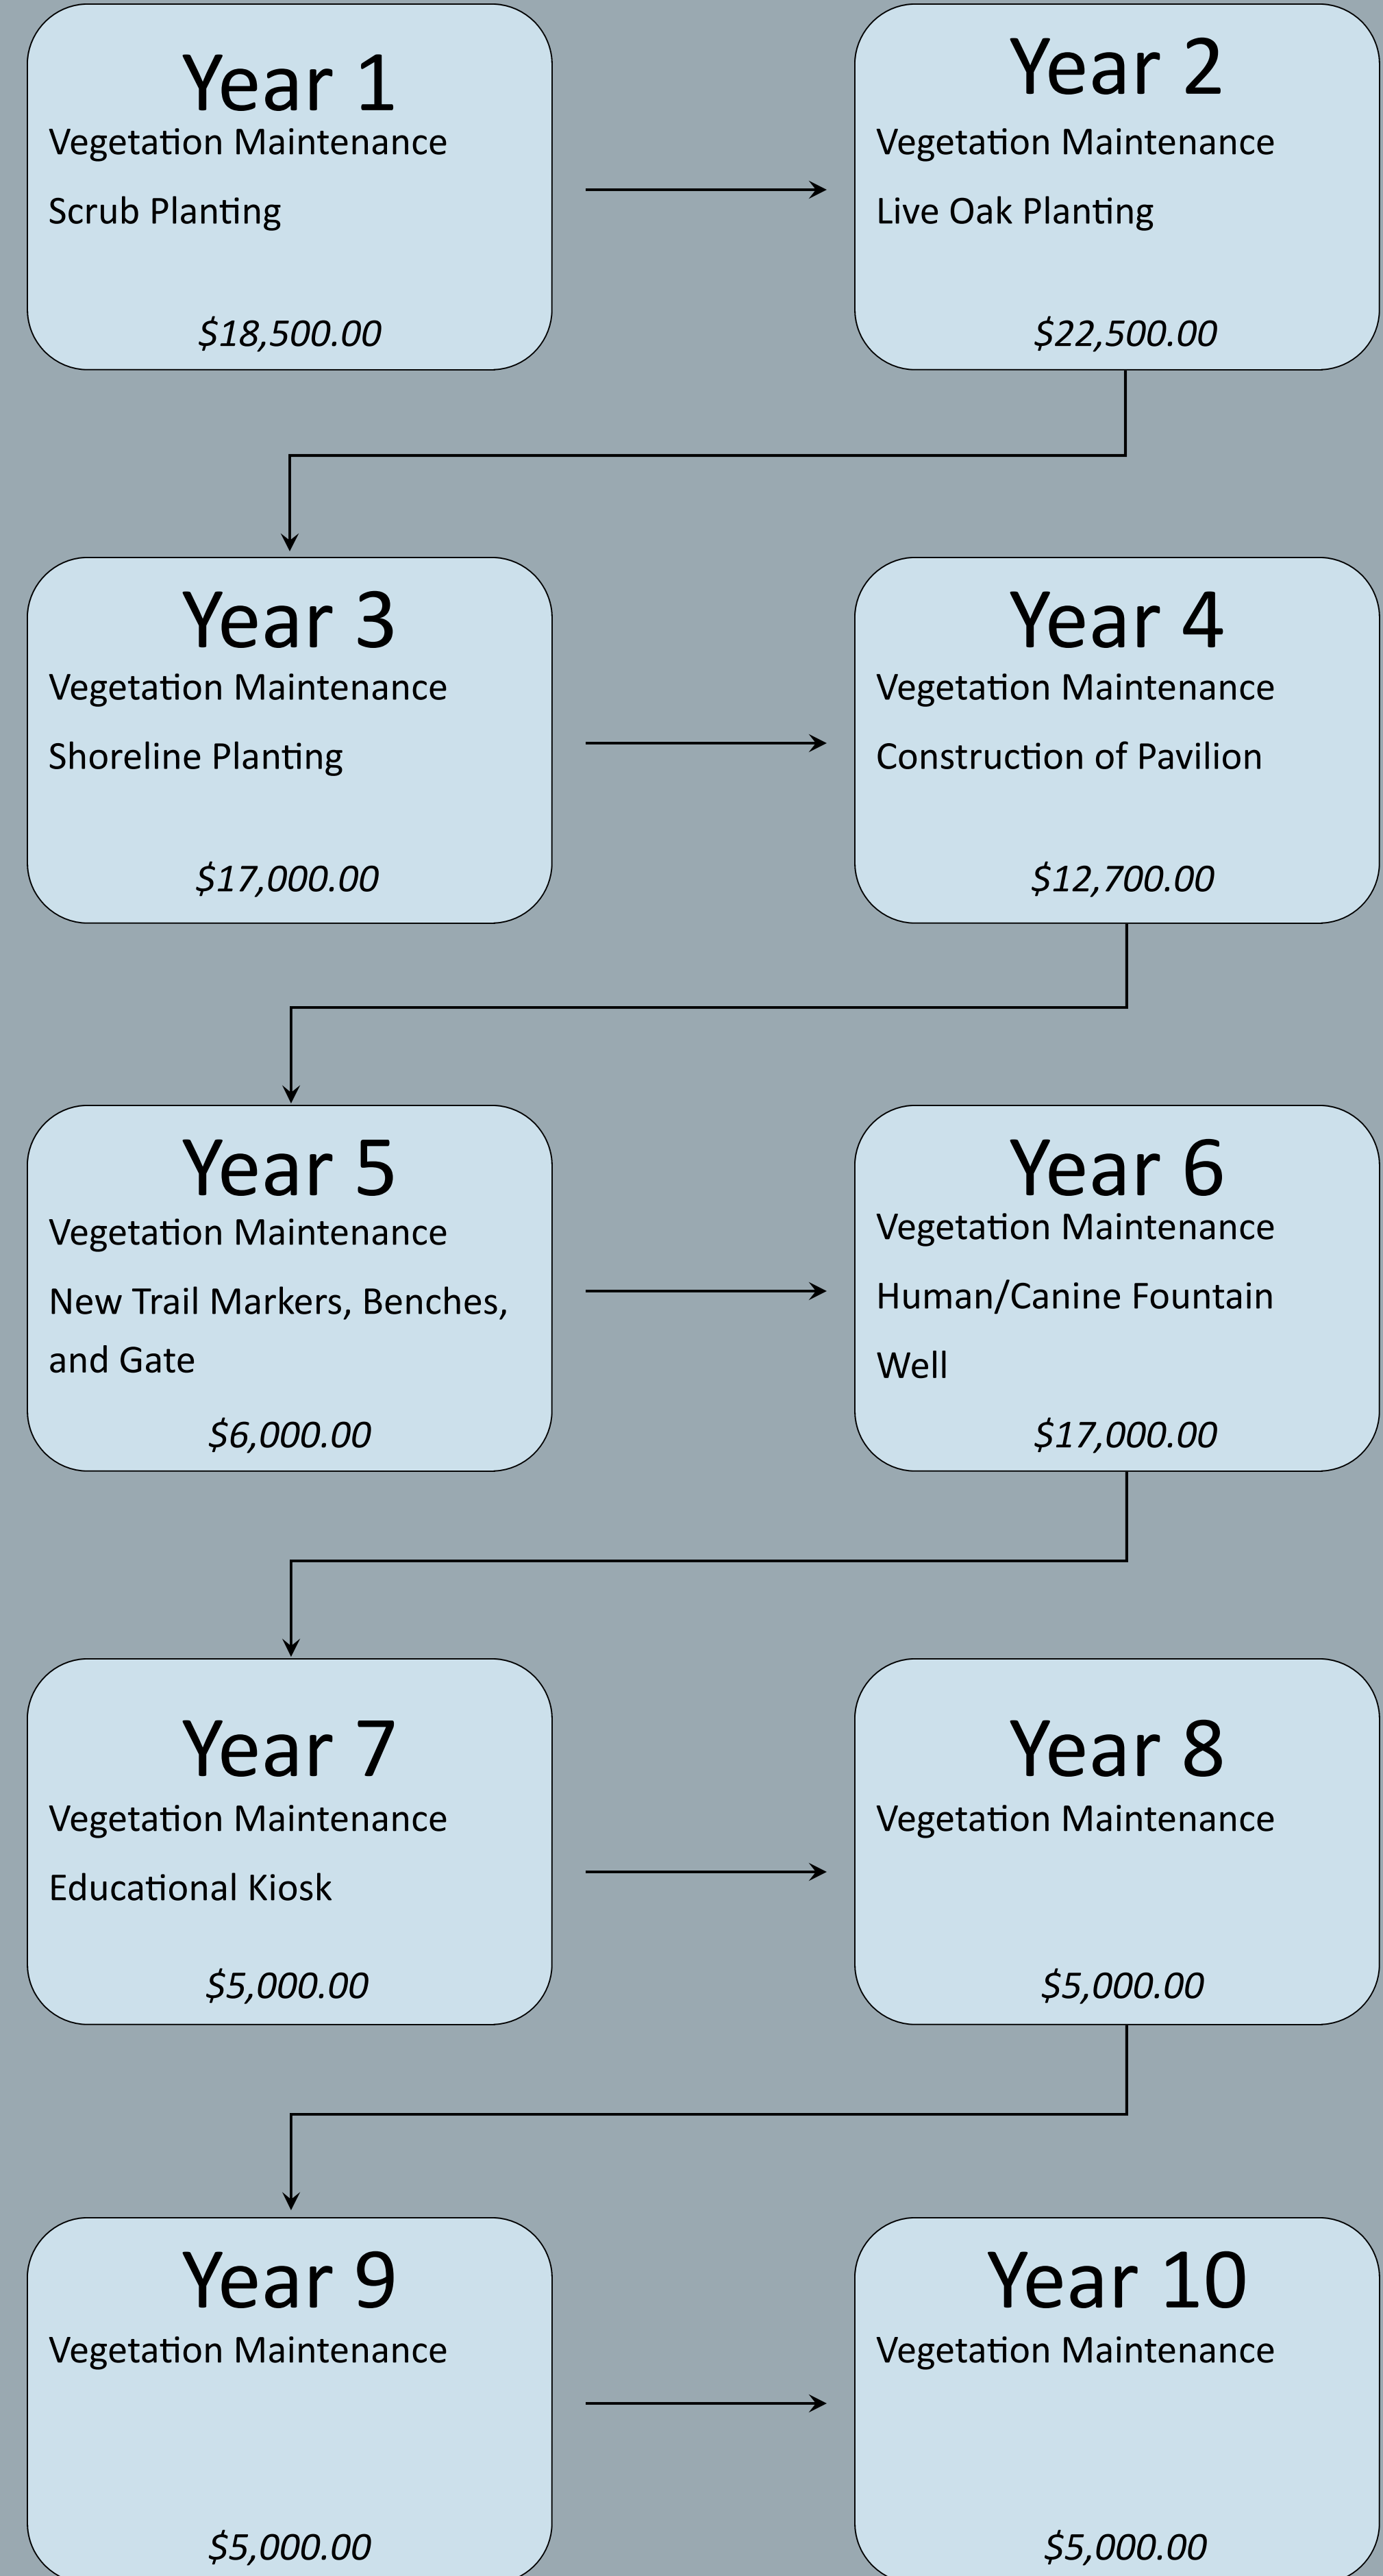 Year 1
Vegetation Maintenance
Scrub Planting
$18,500.00
Year 2
Vegetation Maintenance
Live Oak Planting
$22,500.00
Year 3
Vegetation Maintenance
Shoreline Planting
$17,000.00
Year 4
Vegetation Maintenance
Construction of Pavilion
$12,700.00
Year 5
Vegetation Maintenance
New Trail Markers, Benches,
and Gate
$6,000.00
Year 6
Vegetation Maintenance
Human/Canine Fountain
Well
$17,000.00
Year 7
Vegetation Maintenance
Educational Kiosk
$5,000.00
Year 8
Vegetation Maintenance
$5,000.00
Year 9
Vegetation Maintenance
$5,000.00
Year 10
Vegetation Maintenance
$5,000.00